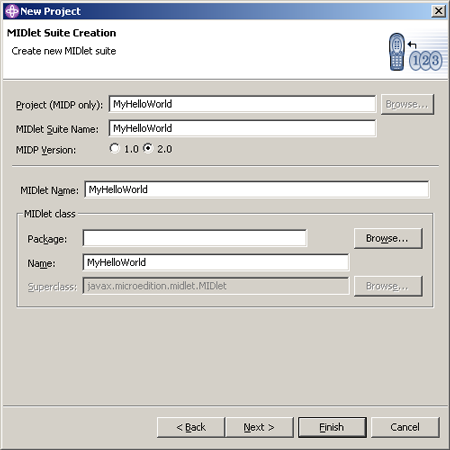 New Project
MIDlet Suite Creation
Create new MIDlet suite
123
Project (MIDP only): MyHelloWorld Browse...
MIDlet Suite Name: MyHelloWorld
MIDP Version: 1.0 2.0
MIDlet Name: MyHelloWorld
MIDlet class
Package: Browse...
Name: MyHelloWorld
Superclass: javax.microedition.midlet.MIDlet Browse...
< Back Next > Finish Cancel